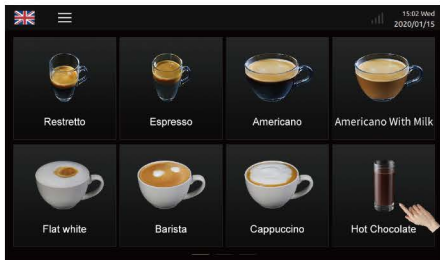 15:02 Wed
2020/01/15
Restretto
Espresso
Americano
Americano With Milk
Flat white
Barista
Cappuccino
Hot Chocolate